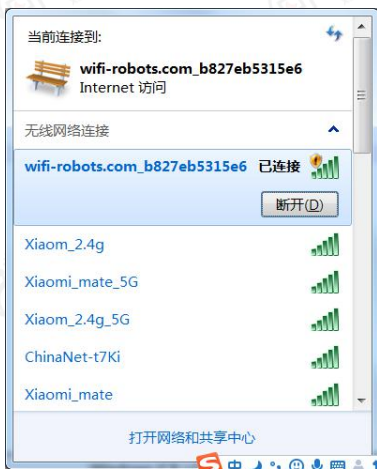 当前连接到:
wifi-robots.com_b827eb5315e6
Internet 访问
无线网络连接
wifi-robots.com_b827eb5315e6 已连接
断开(D)
Xiaom_2.4g
Xiaomi_mate_5G
Xiaom_2.4g_5G
ChinaNet-t7Ki
Xiaomi_mate
打开网络和共享中心
中